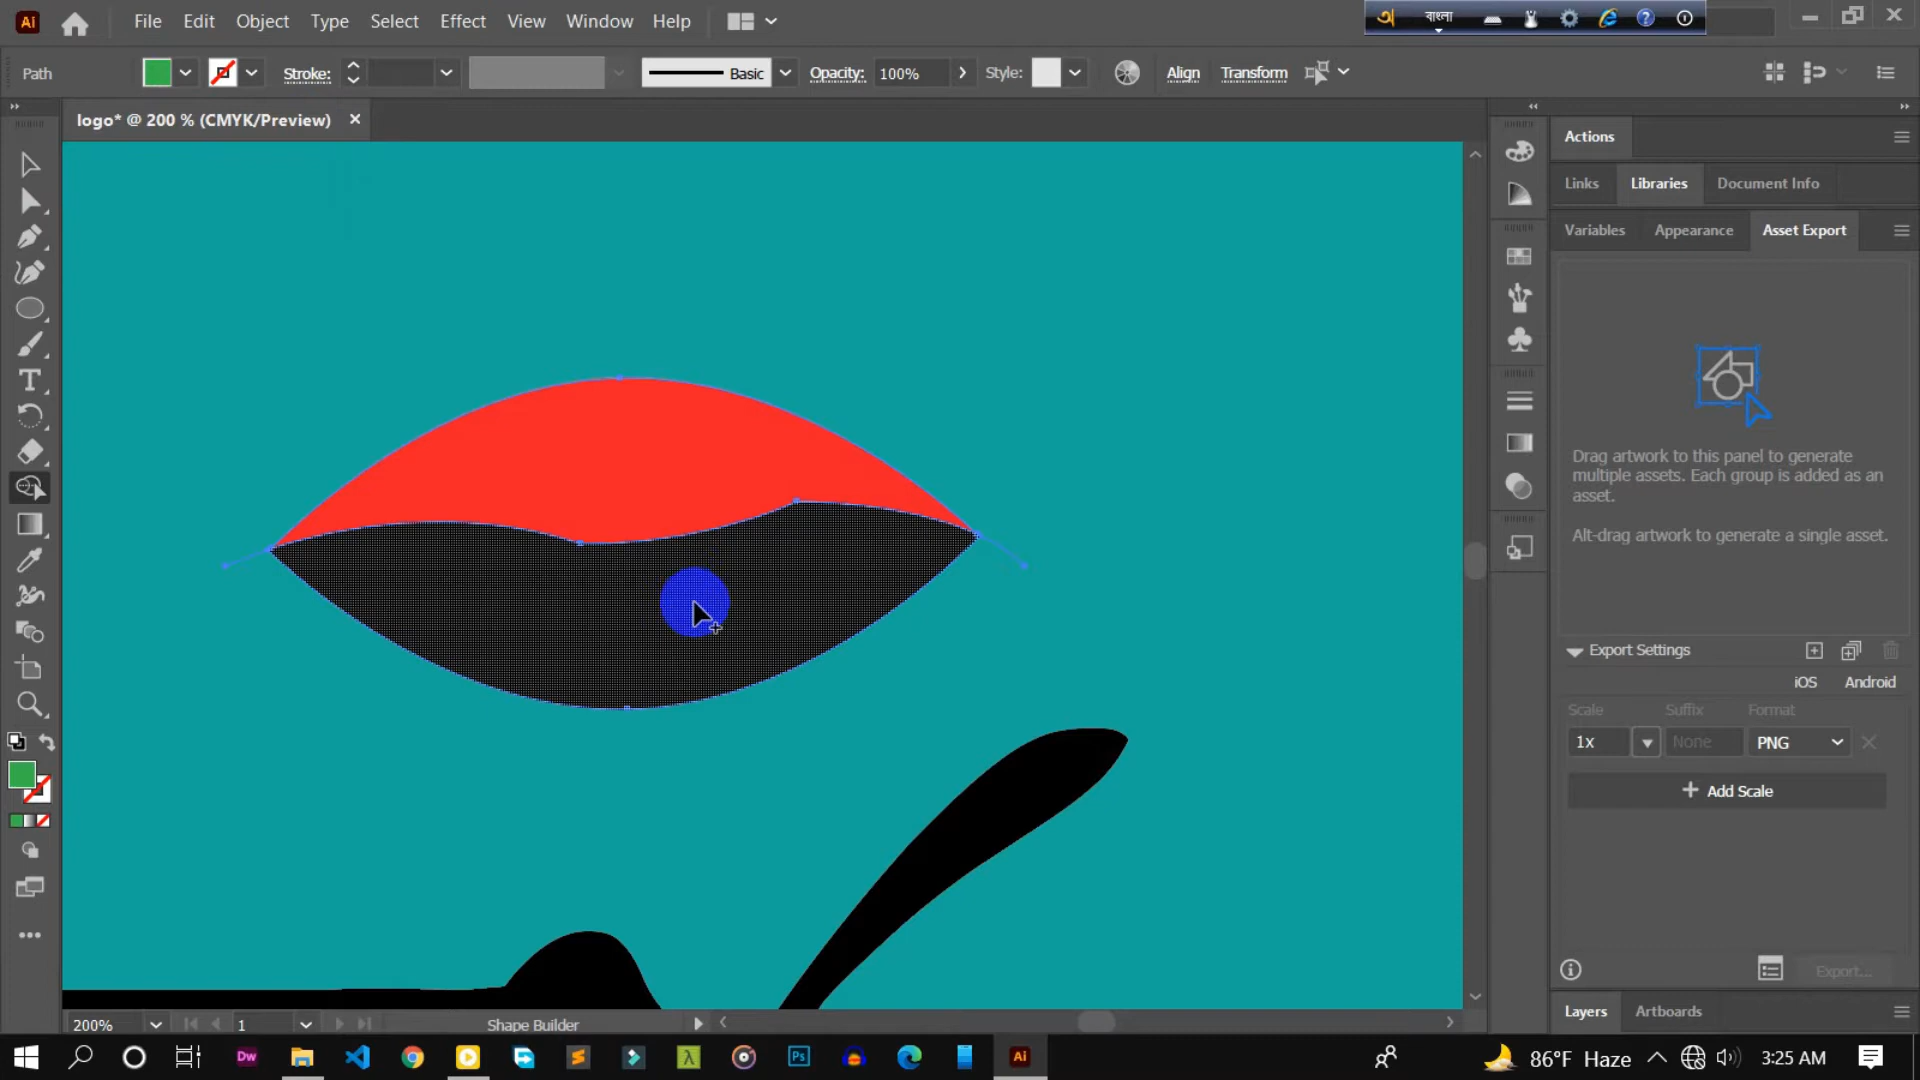 Ai File Edit Object Type Select Effect View Window Help অ বাংলা
Path Stroke: Basic Opacity: 100% Style: Align Transform
logo* @ 200 % (CMYK/Preview)
Actions
Links Libraries Document Info
Variables Appearance Asset Export
Drag artwork to this panel to generate
multiple assets. Each group is added as an
asset.
Alt-drag artwork to generate a single asset.
Export Settings
iOS Android
Scale Suffix Format
1x None PNG
+ Add Scale
Export...
Layers Artboards
200% 1 Shape Builder
Dw Ps Ai 86°F Haze 3:25 AM